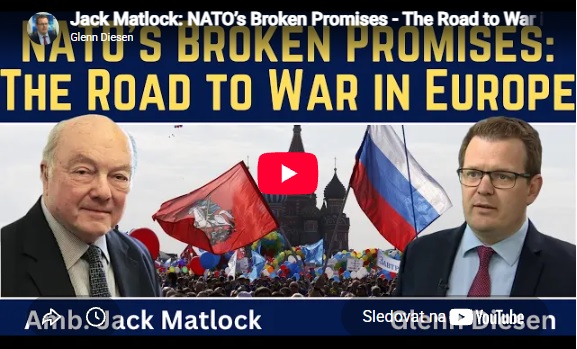 Jack Matlock: NATO's Broken Promises - The Road to War
Glenn Diesen
NATO'S BROKEN PROMISES:
THE ROAD TO WAR IN EUROPE
Amb. Jack Matlock
Sledovat na YouTube
Glenn Diesen